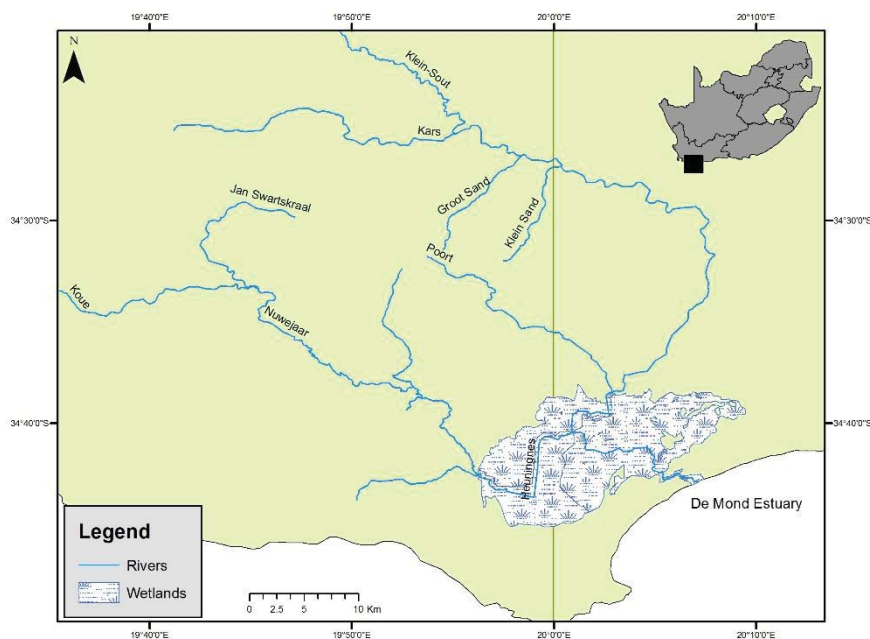 19°40'0"E 19°50'0"E 20°0'0"E 20°10'0"E
N
Klein-Sout
Kars
Jan Swartskraal
Groot Sand
Klein Sand
34°30'0"S 34°30'0"S
Poort
Koue
Nuwejaar
34°40'0"S 34°40'0"S
Heuningnes
De Mond Estuary
Legend
Rivers
Wetlands
0 2.5 5 10 Km
19°40'0"E 19°50'0"E 20°0'0"E 20°10'0"E